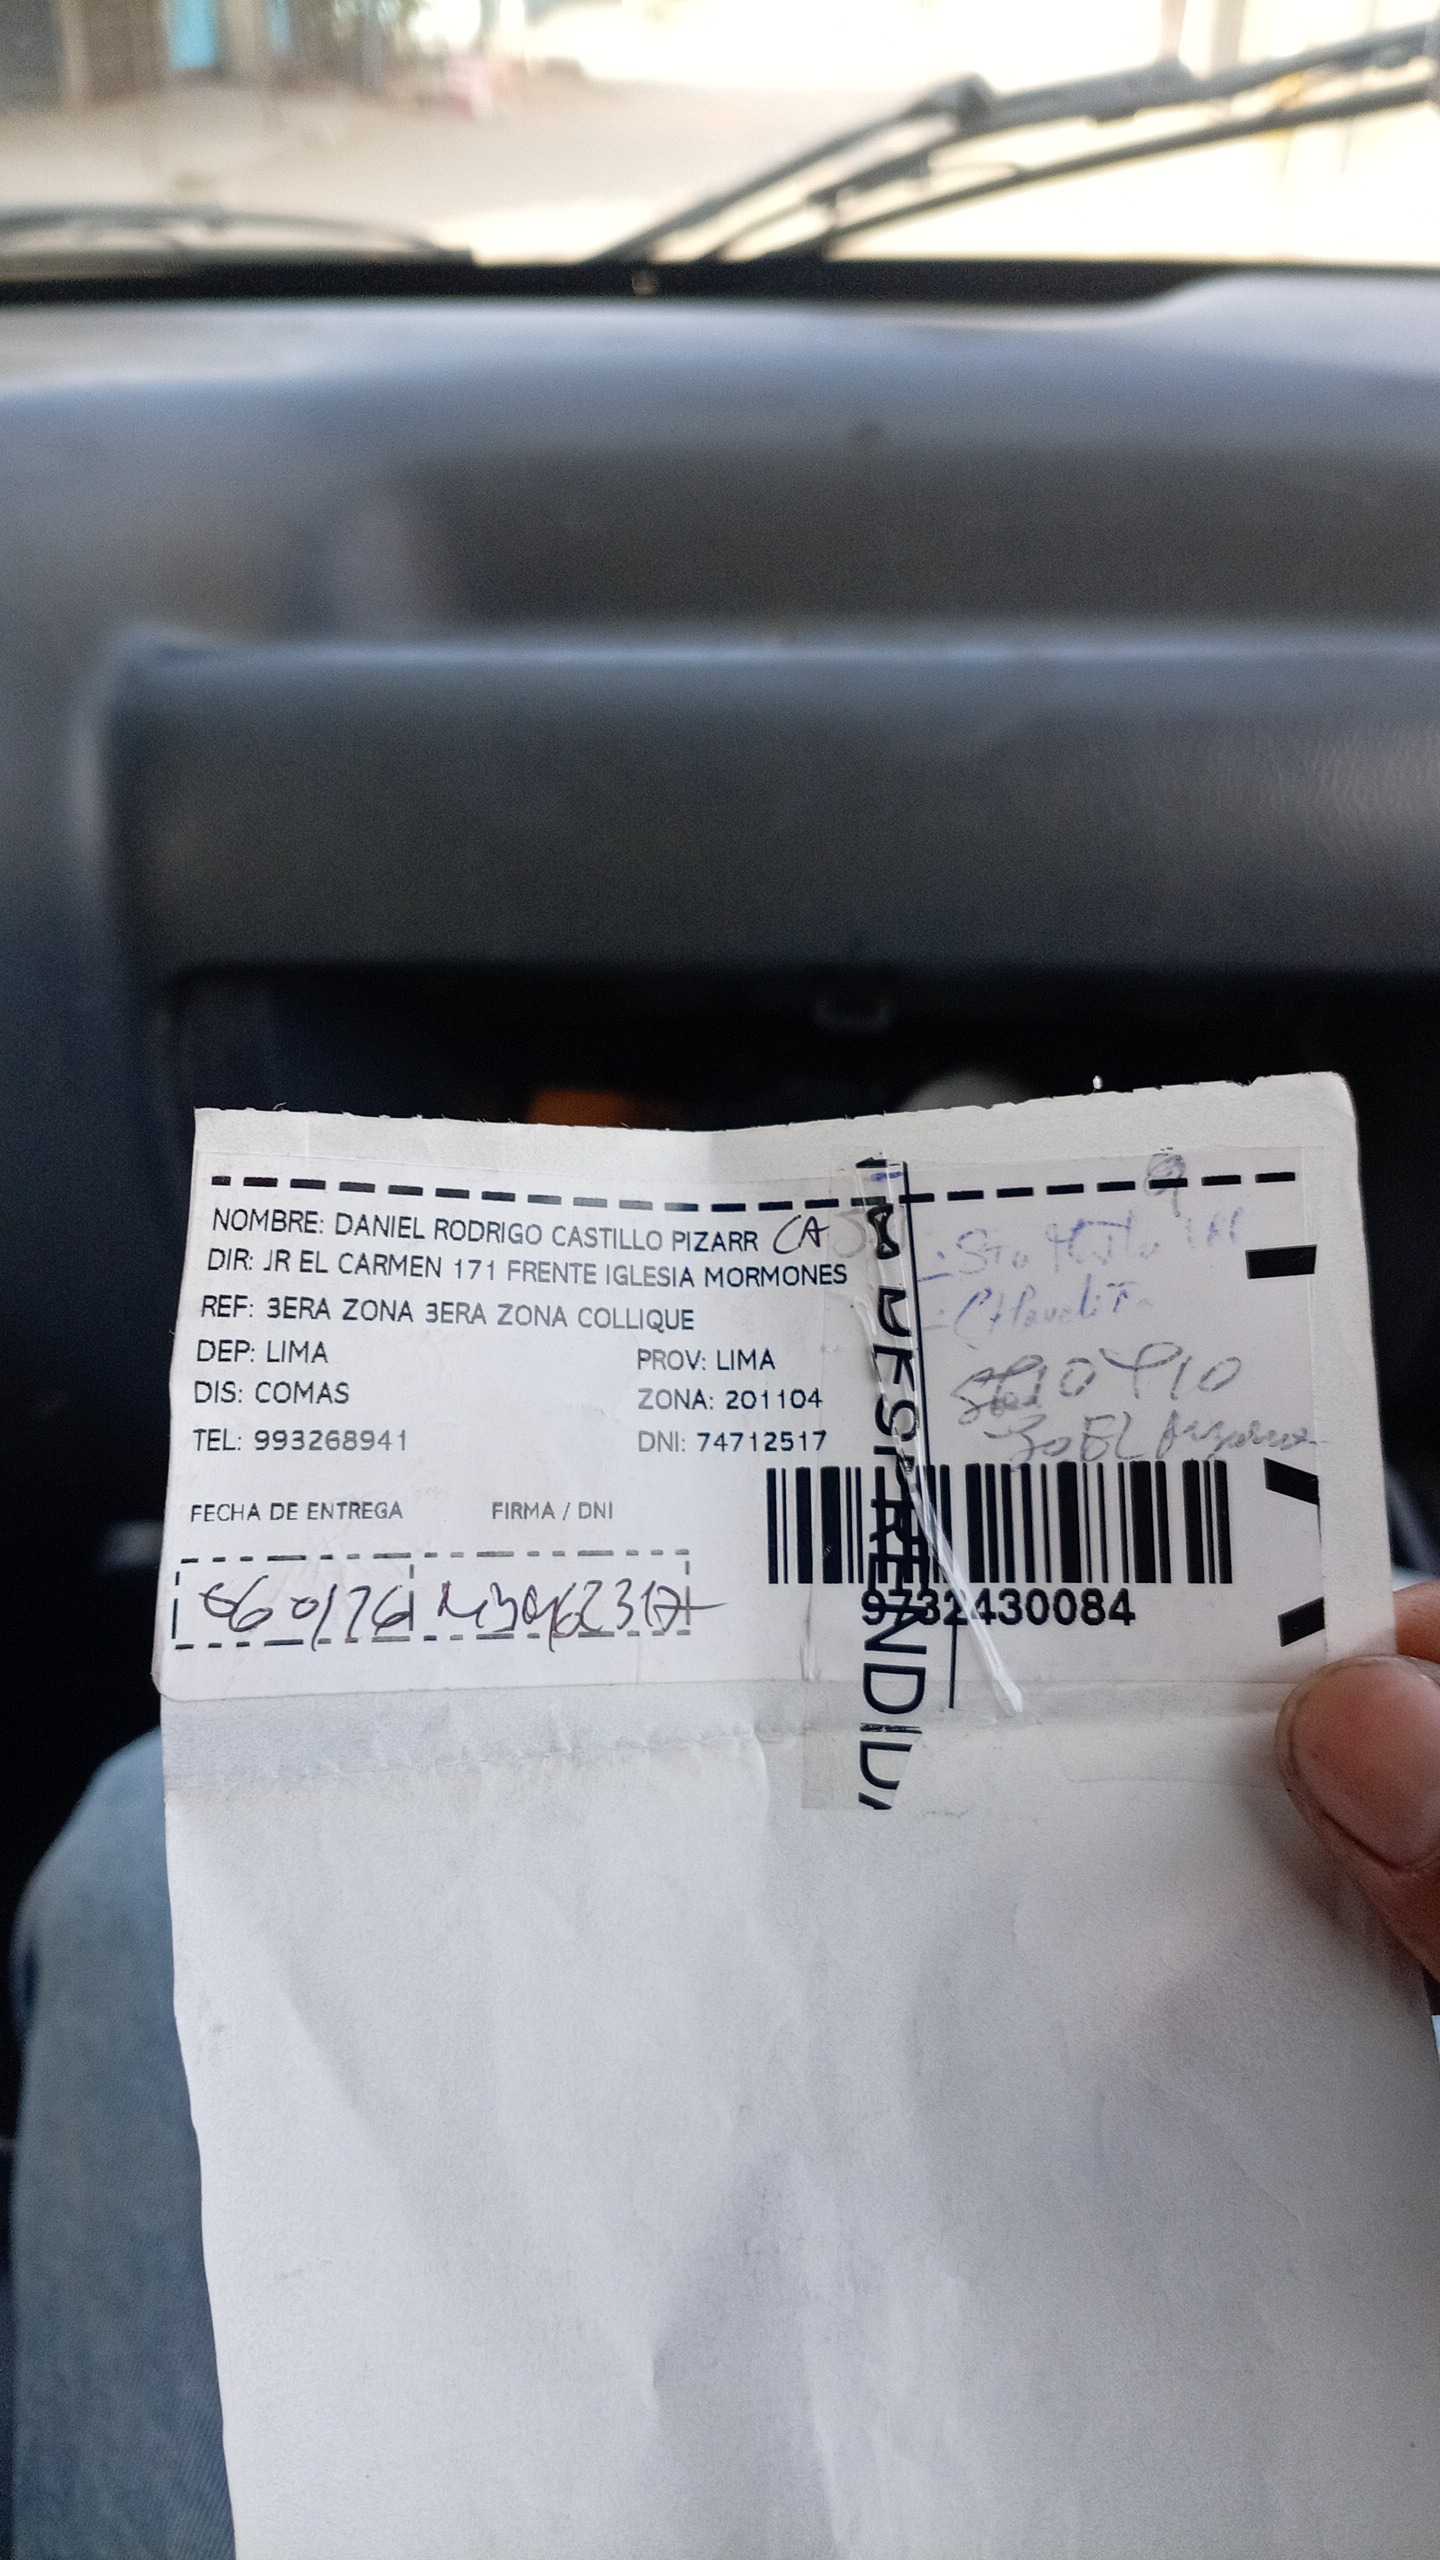 NOMBRE: DANIEL RODRIGO CASTILLO PIZARR CA
DIR: JR EL CARMEN 171 FRENTE IGLESIA MORMONES
REF: 3ERA ZONA 3ERA ZONA COLLIQUE
DEP: LIMA PROV: LIMA
DIS: COMAS ZONA: 201104
TEL: 993268941 DNI: 74712517
FECHA DE ENTREGA FIRMA / DNI
9732430084